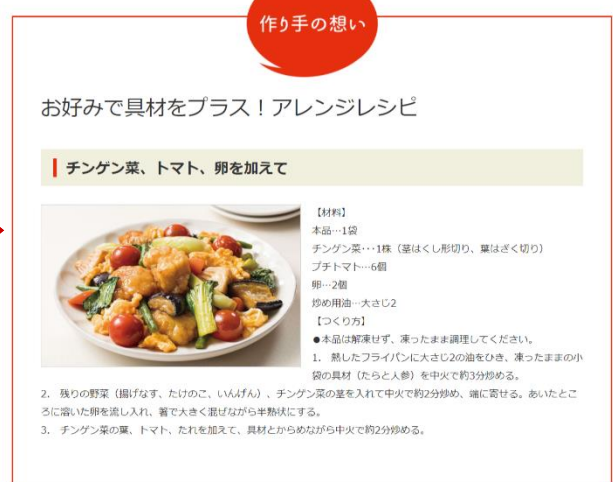 作り手の想い
お好みで具材をプラス！アレンジレシピ
チンゲン菜、トマト、卵を加えて
【材料】
本品…1袋
チンゲン菜・・・1株（茎はくし形切り、葉はざく切り）
プチトマト…6個
卵…2個
炒め用油…大さじ2
【つくり方】
●本品は解凍せず、凍ったまま調理してください。
1. 熱したフライパンに大さじ2の油をひき、凍ったままの小
袋の具材（たらと人参）を中火で約3分炒める。
2. 残りの野菜（揚げなす、たけのこ、いんげん）、チンゲン菜の茎を入れて中火で約2分炒め、端に寄せる。あいたとこ
ろに溶いた卵を流し入れ、箸で大きく混ぜながら半熟状にする。
3. チンゲン菜の葉、トマト、たれを加えて、具材とからめながら中火で約2分炒める。